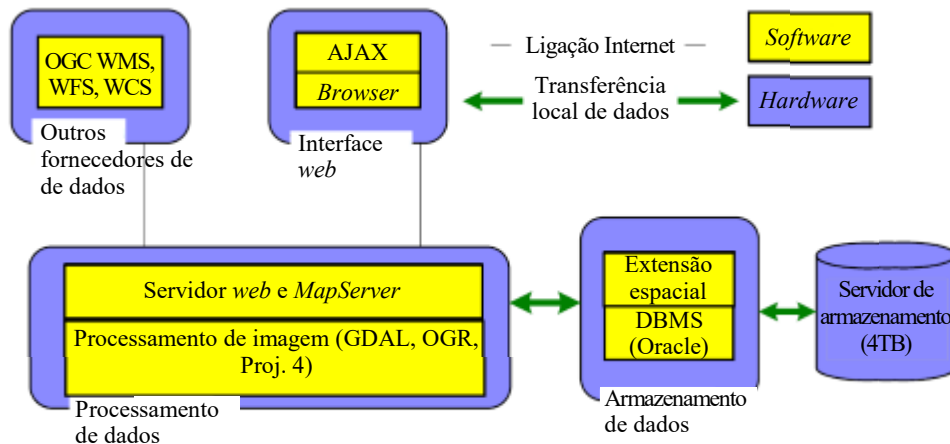 OGC WMS,
WFS, WCS
Outros
fornecedores de
de dados
AJAX
Browser
Interface
web
Ligação Internet
Transferência
local de dados
Software
Hardware
Servidor web e MapServer
Processamento de imagem (GDAL, OGR,
Proj. 4)
Processamento
de dados
Extensão
espacial
DBMS
(Oracle)
Armazenamento
de dados
Servidor de
armazenamento
(4TB)